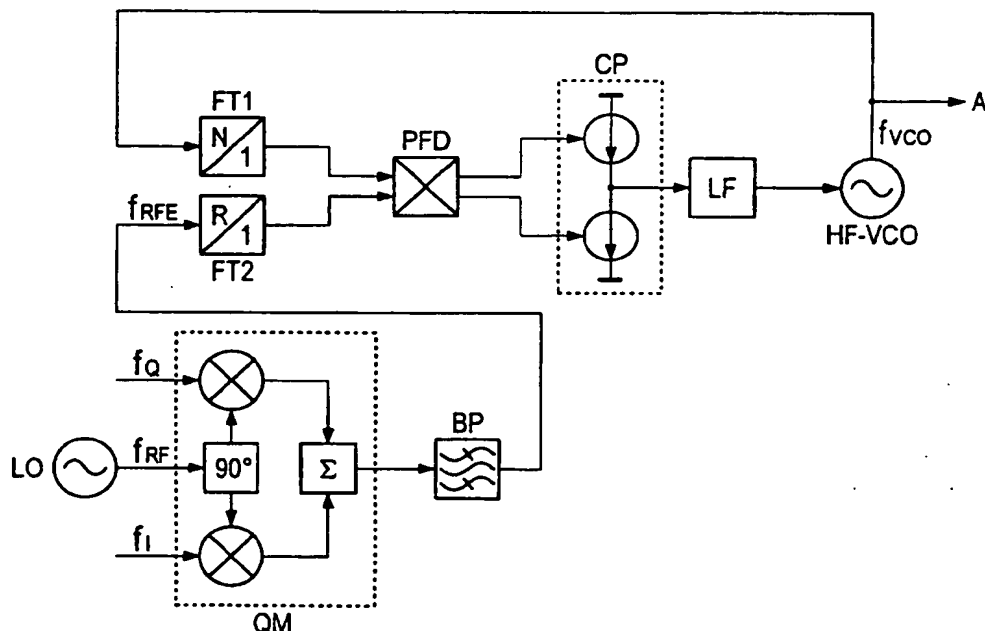 CP
A
FT1
N
1
PFD
fVCO
LF
HF-VCO
fRFE
R
1
FT2
fQ
BP
LO
fRF
90°
Σ
fI
QM